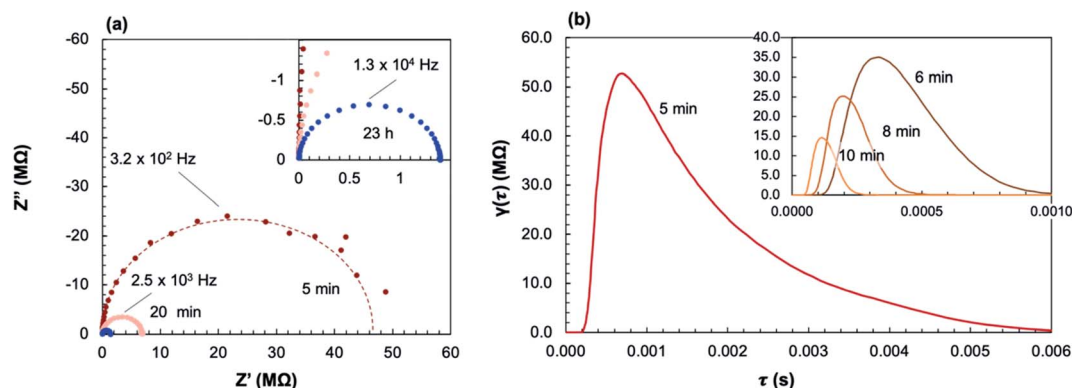 (a)
-60
-50
-40
-30
-20
-10
0
0 10 20 30 40 50 60
Z'' (MΩ)
Z' (MΩ)
3.2 x 10² Hz
2.5 x 10³ Hz
20 min
5 min
-1
-0.5
0
0 0.5 1
1.3 x 10⁴ Hz
23 h
(b)
60.0
50.0
40.0
30.0
20.0
10.0
0.0
0.000 0.001 0.002 0.003 0.004 0.005 0.006
γ(τ) (MΩ)
τ (s)
5 min
40.0
35.0
30.0
25.0
20.0
15.0
10.0
5.0
0.0
0.0000 0.0005 0.0010
6 min
8 min
10 min